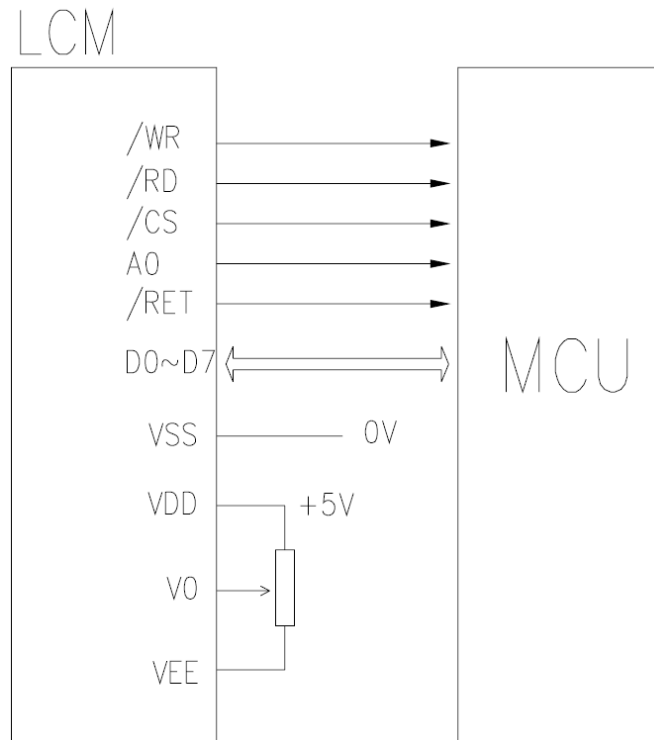 LCM
/WR
/RD
/CS
A0
/RET
D0~D7
MCU
VSS 0V
VDD +5V
V0
VEE